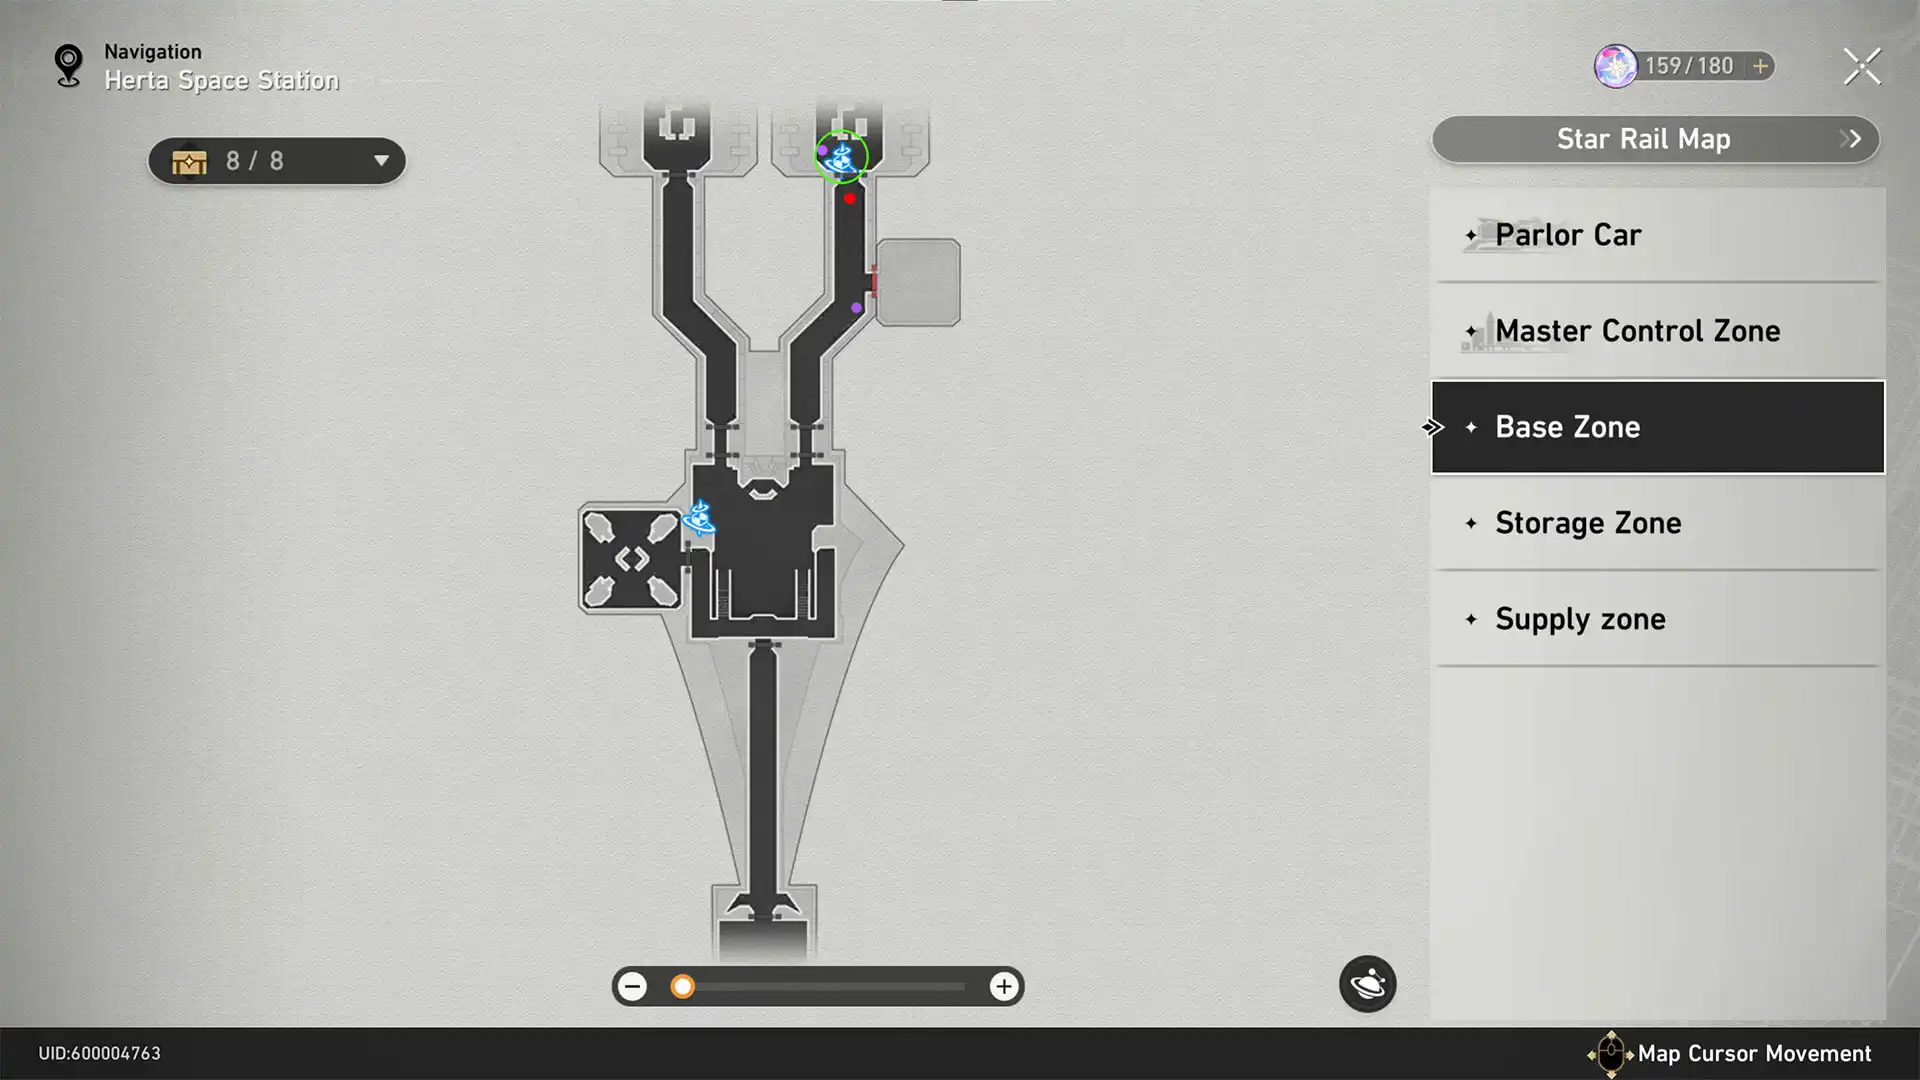 Navigation
Herta Space Station
159/180
8 / 8
Star Rail Map
Parlor Car
Master Control Zone
Base Zone
Storage Zone
Supply zone
UID:600004763
Map Cursor Movement